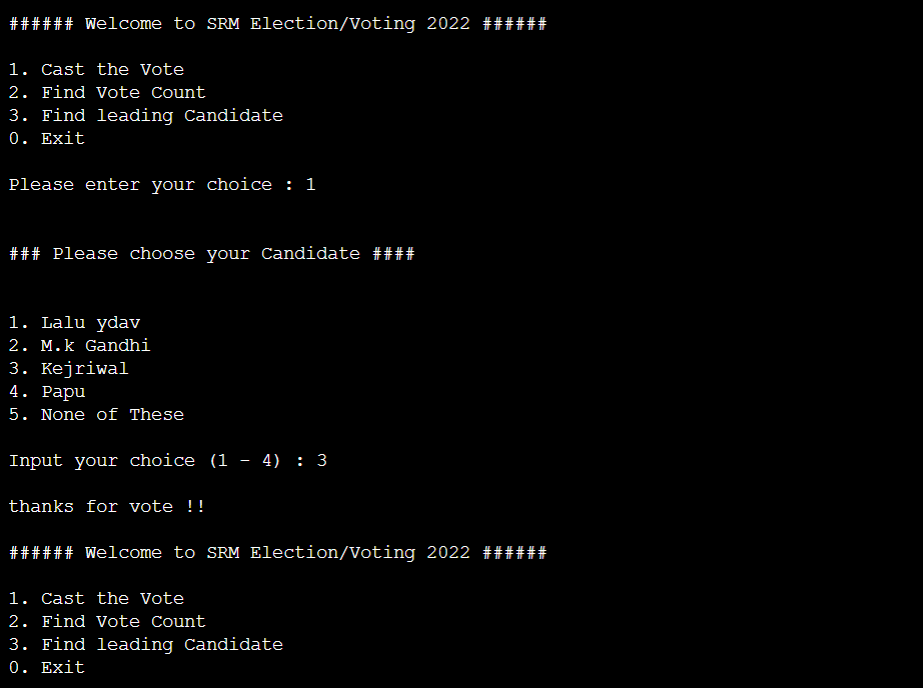 ###### Welcome to SRM Election/Voting 2022 ######
1. Cast the Vote
2. Find Vote Count
3. Find leading Candidate
0. Exit
Please enter your choice : 1
### Please choose your Candidate ####
1. Lalu ydav
2. M.k Gandhi
3. Kejriwal
4. Papu
5. None of These
Input your choice (1 - 4) : 3
thanks for vote !!
###### Welcome to SRM Election/Voting 2022 ######
1. Cast the Vote
2. Find Vote Count
3. Find leading Candidate
0. Exit